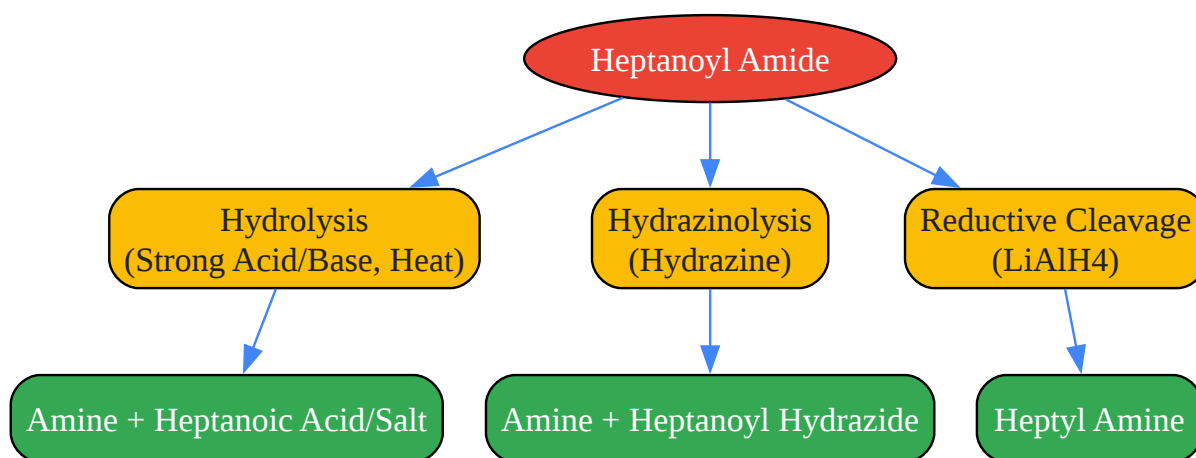 Heptanoyl Amide
Hydrolysis
(Strong Acid/Base, Heat)
Hydrazinolysis
(Hydrazine)
Reductive Cleavage
(LiAlH4)
Amine + Heptanoic Acid/Salt
Amine + Heptanoyl Hydrazide
Heptyl Amine